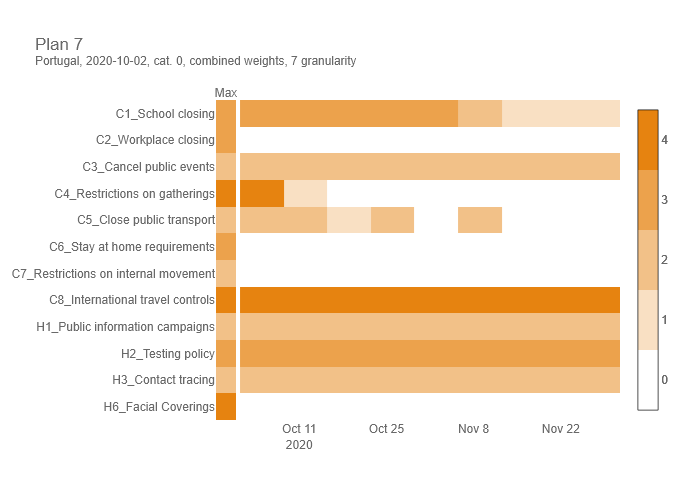 Plan 7
Portugal, 2020-10-02, cat. 0, combined weights, 7 granularity
Max
C1_School closing
C2_Workplace closing
C3_Cancel public events
C4_Restrictions on gatherings
C5_Close public transport
C6_Stay at home requirements
C7_Restrictions on internal movement
C8_International travel controls
H1_Public information campaigns
H2_Testing policy
H3_Contact tracing
H6_Facial Coverings
Oct 11
2020
Oct 25
Nov 8
Nov 22
4
3
2
1
0